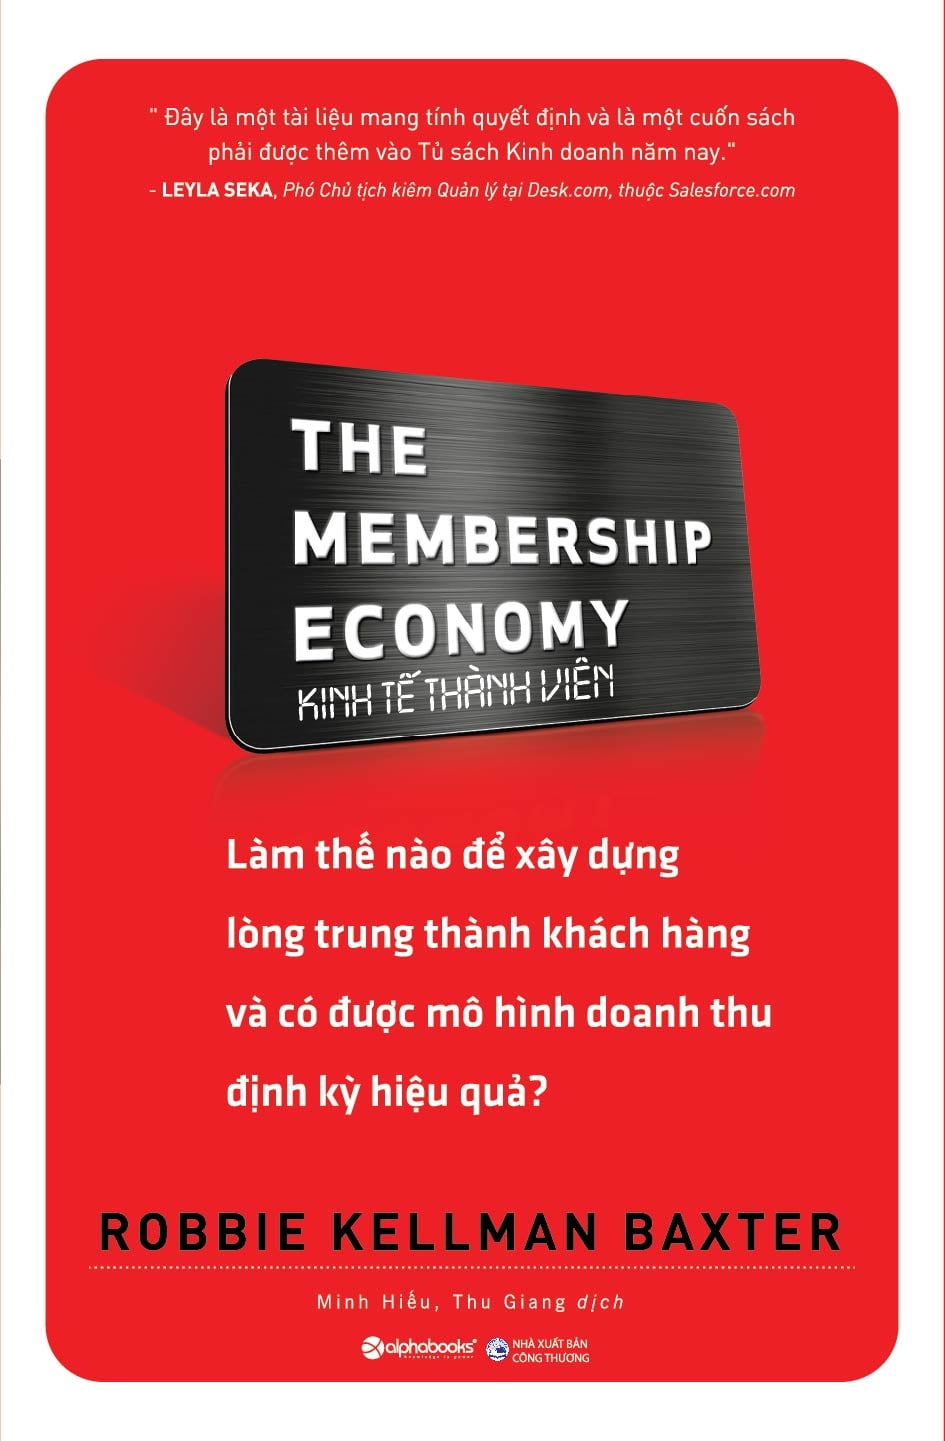 " Đây là một tài liệu mang tính quyết định và là một cuốn sách
phải được thêm vào Tủ sách Kinh doanh năm nay."
- LEYLA SEKA, Phó Chủ tịch kiêm Quản lý tại Desk.com, thuộc Salesforce.com
THE
MEMBERSHIP
ECONOMY
KINH TẾ THÀNH VIÊN
Làm thế nào để xây dựng
lòng trung thành khách hàng
và có được mô hình doanh thu
định kỳ hiệu quả?
ROBBIE KELLMAN BAXTER
Minh Hiếu, Thu Giang dịch
alphabooks®
knowledge is power
NHÀ XUẤT BẢN
CÔNG THƯƠNG